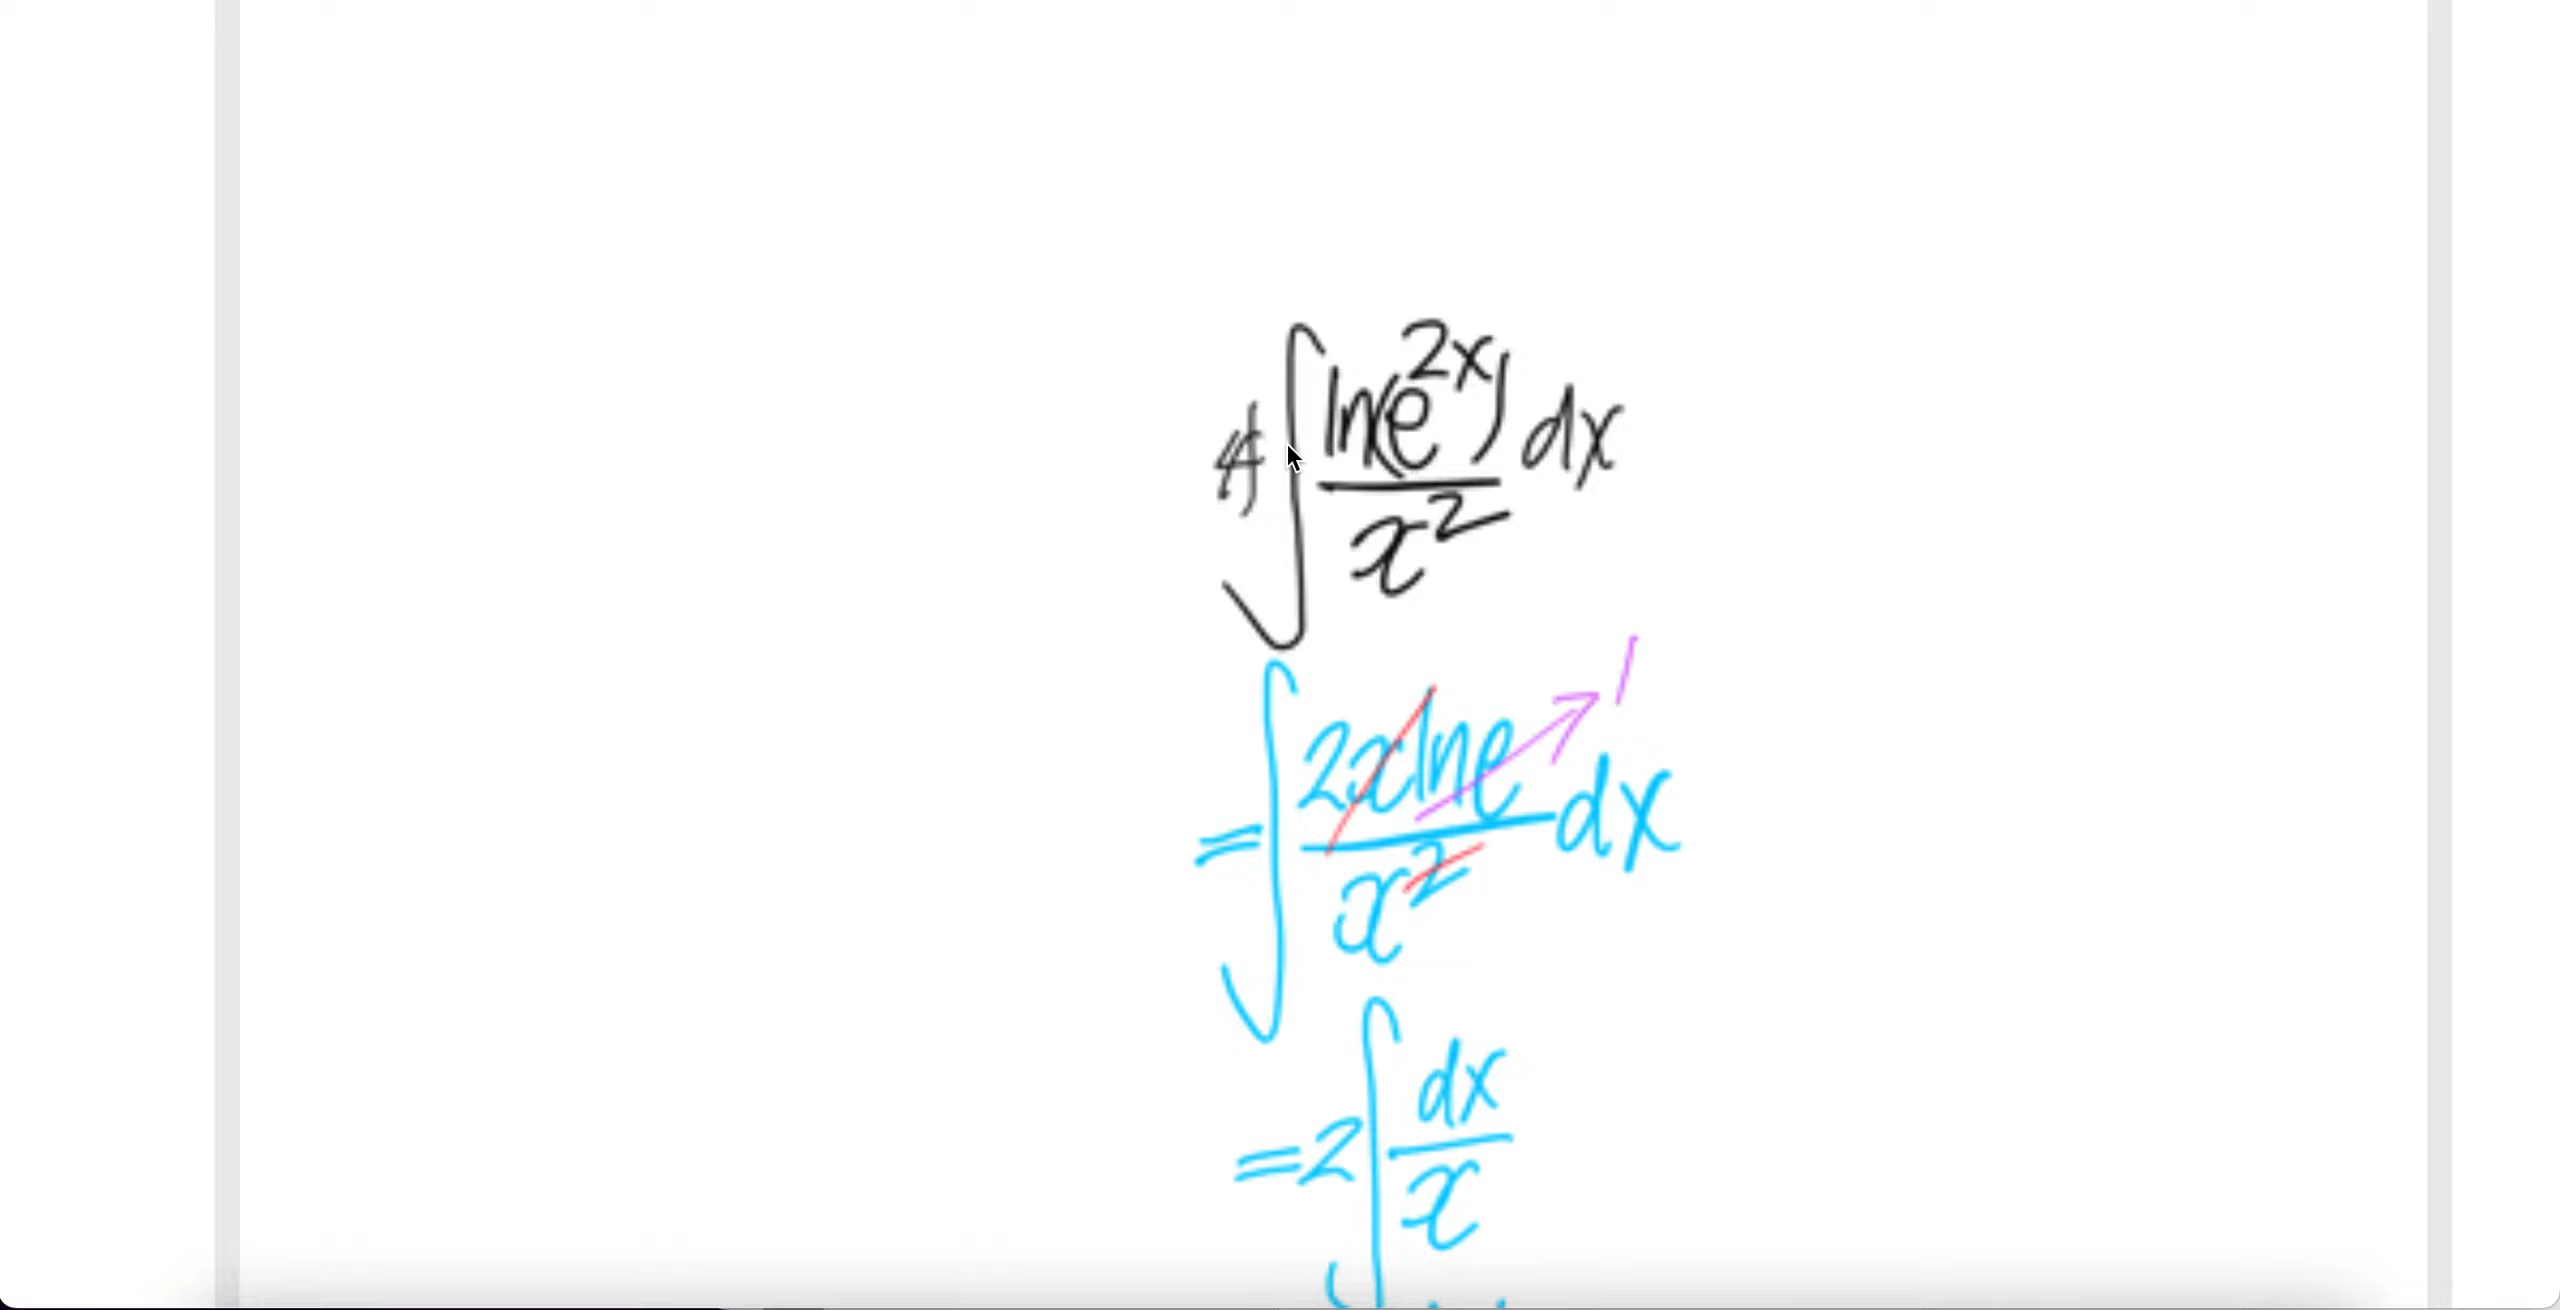 4) ∫ ln(e^{2x}) / x^2 dx
= ∫ 2x ln e / x^2 dx → 1
= 2 ∫ dx / x